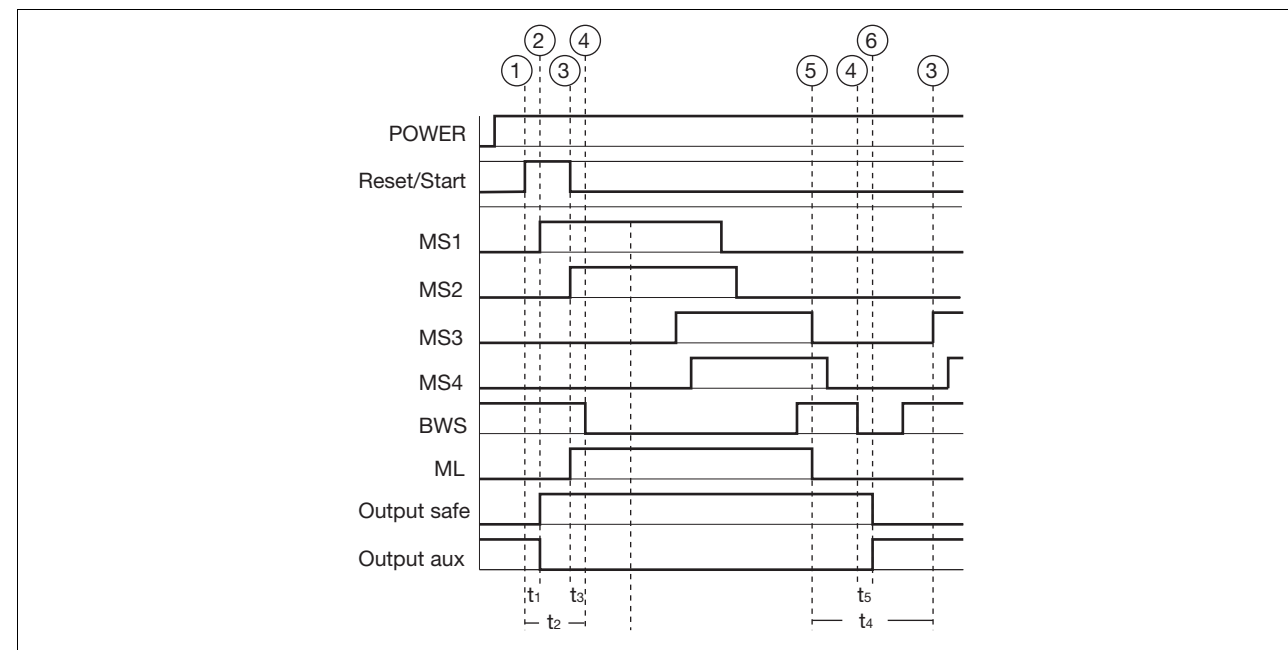 2 4 6
1 3 5 4 3
POWER
Reset/Start
MS1
MS2
MS3
MS4
BWS
ML
Output safe
Output aux
t1 t3 t5
t2 t4